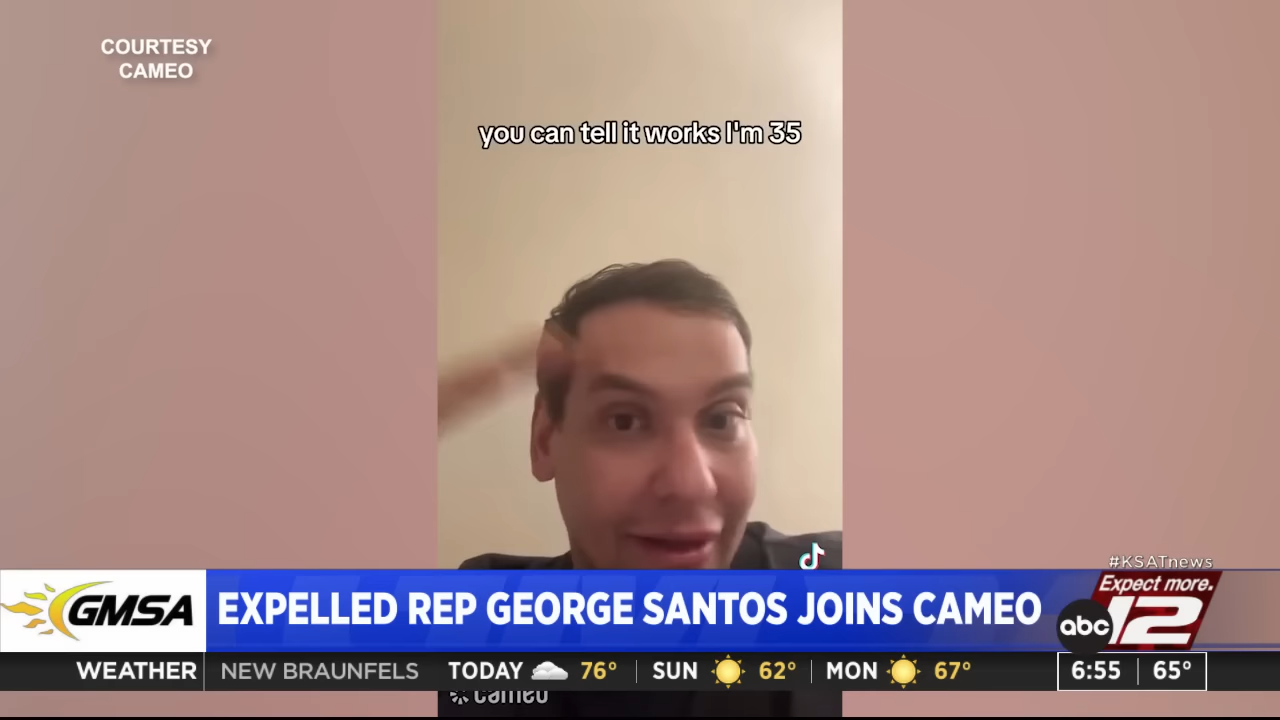 COURTESY
CAMEO
you can tell it works I'm 35
#KSATnews
Expect more.
GMSA
EXPELLED REP GEORGE SANTOS JOINS CAMEO
abc 12
WEATHER NEW BRAUNFELS TODAY 76° SUN 62° MON 67° 6:55 65°
cameo